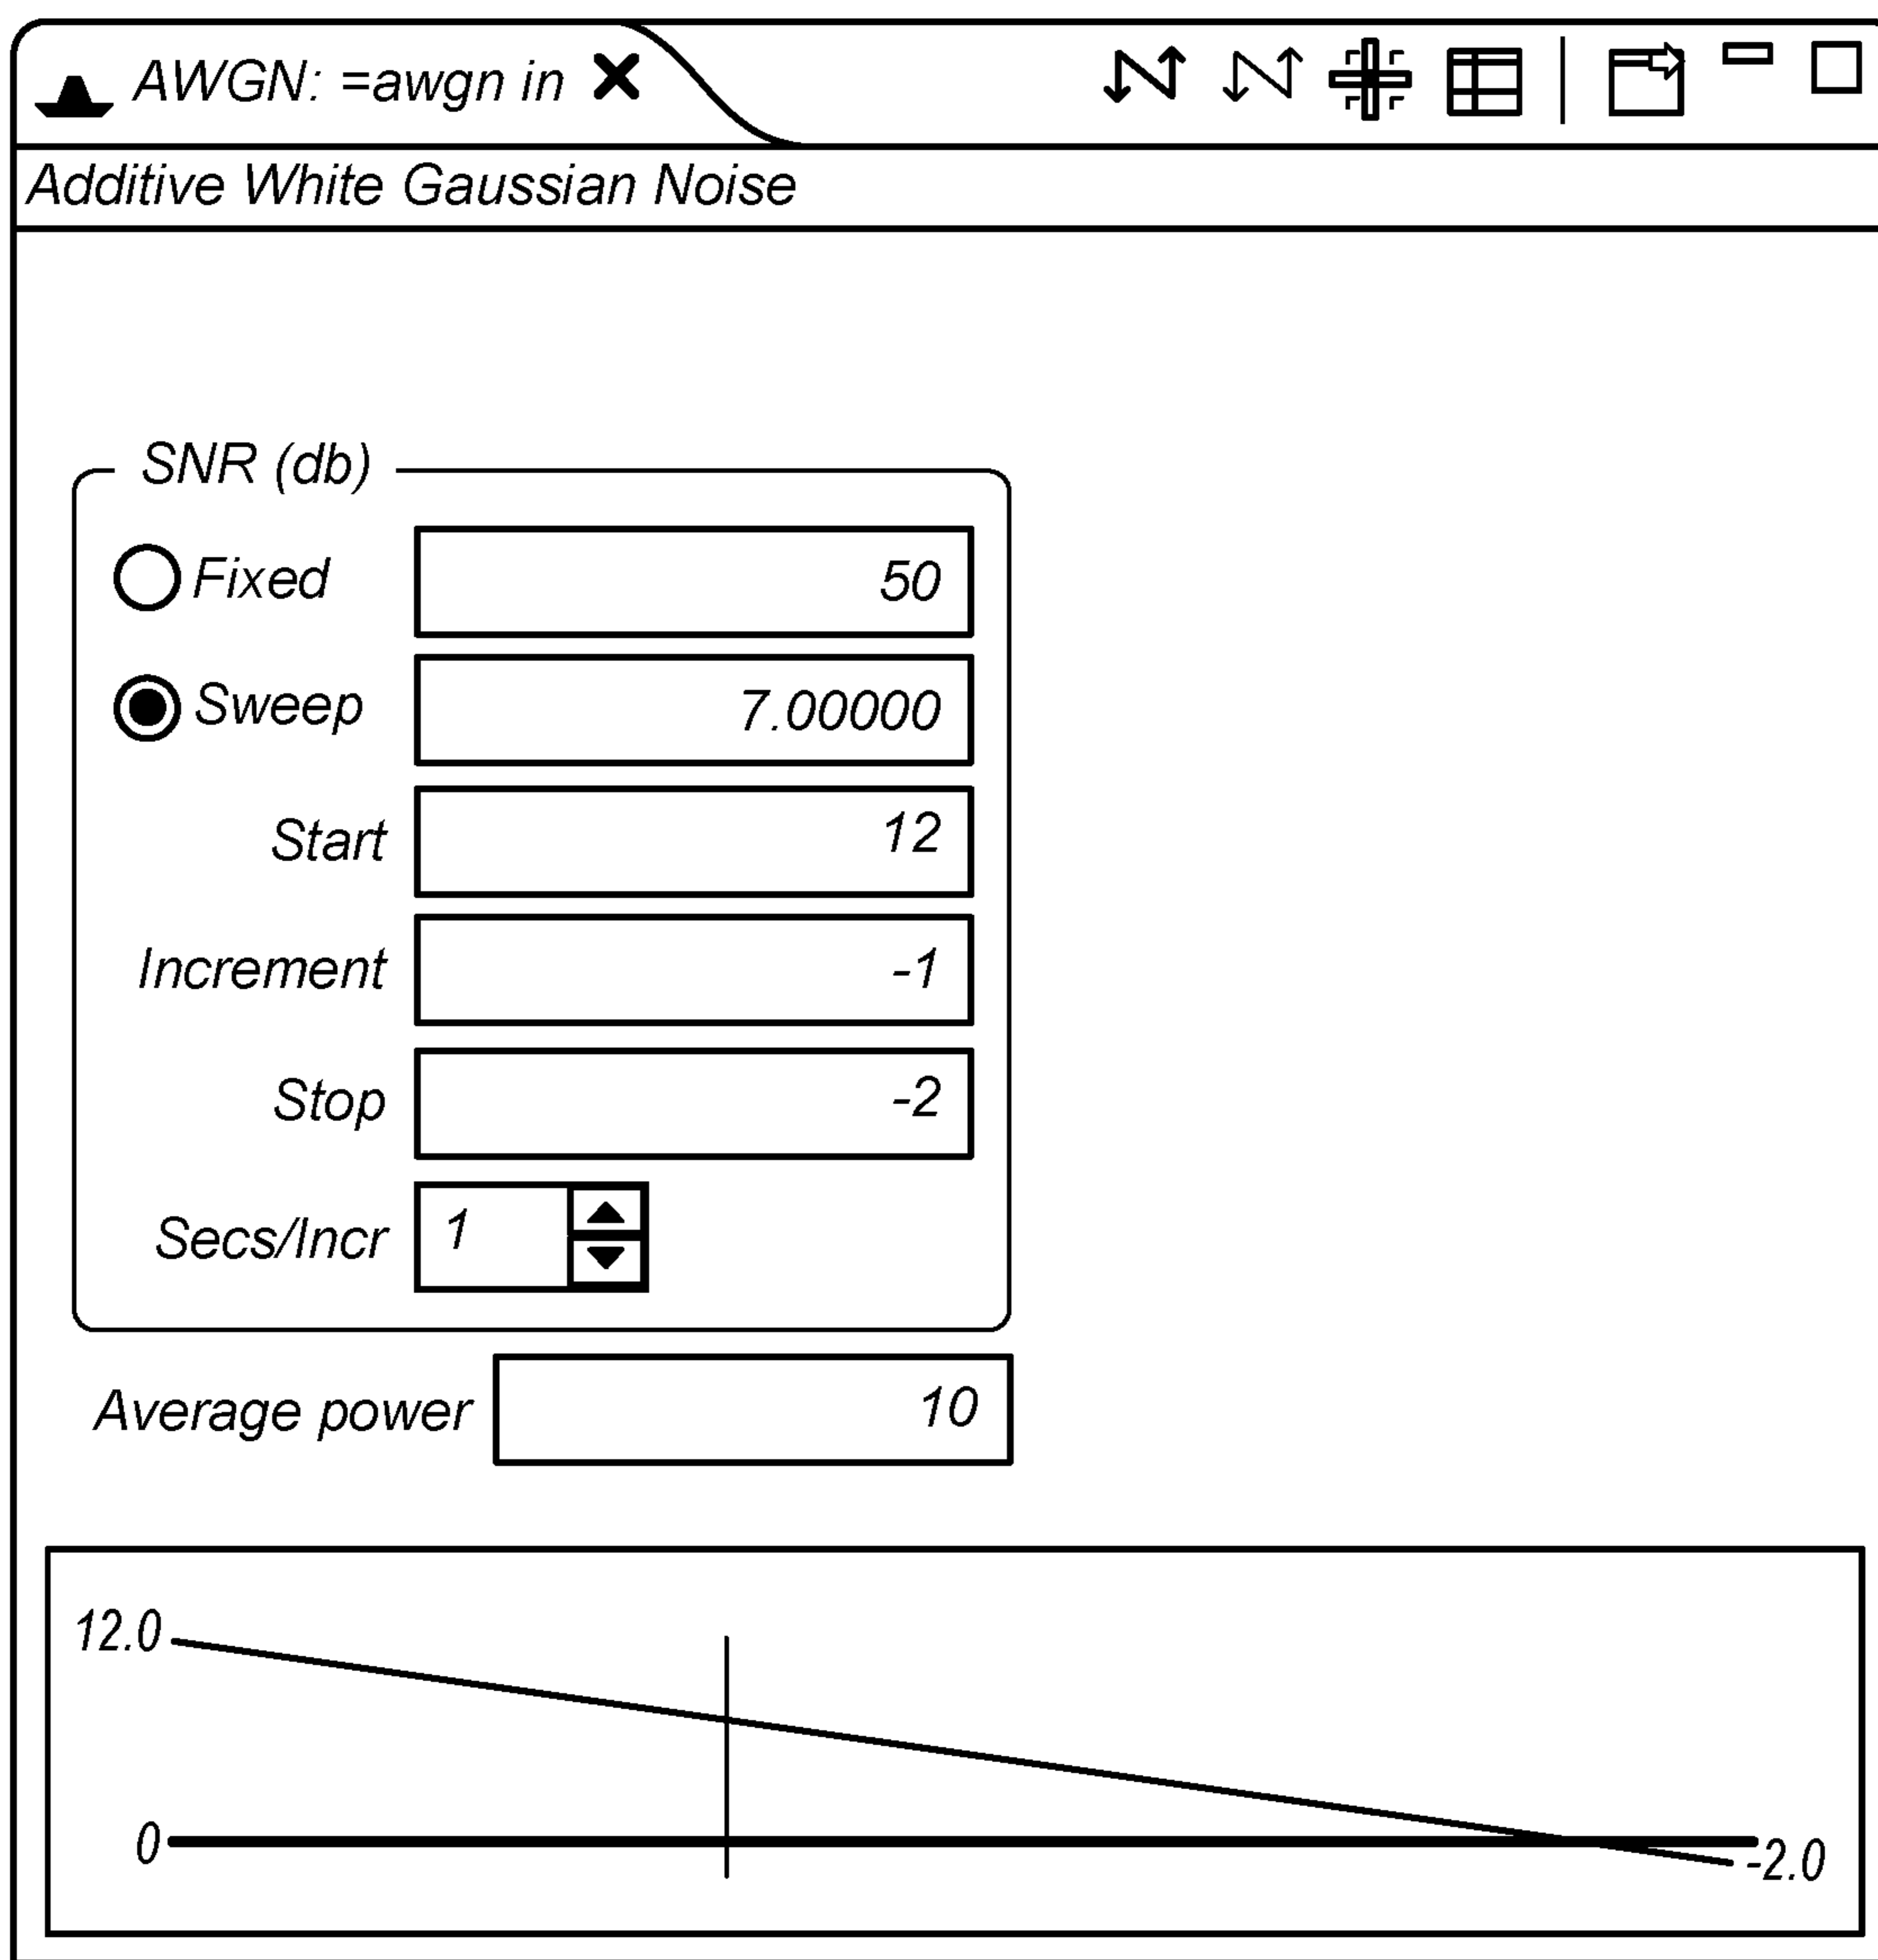 AWGN: =awgn in
Additive White Gaussian Noise
SNR (db)
Fixed 50
Sweep 7.00000
Start 12
Increment -1
Stop -2
Secs/Incr 1
Average power 10
12.0
0
-2.0